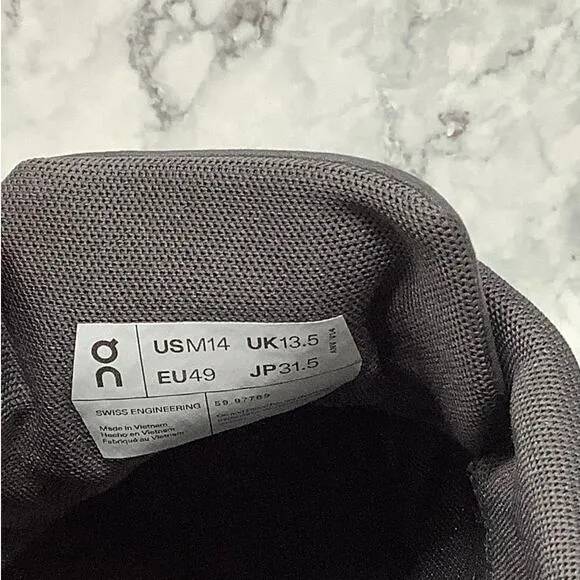 on
USM14 UK13.5
EU49 JP31.5
SWISS ENGINEERING 59.97769
Made in Vietnam
Hecho en Vietnam
Fabriqué au Vietnam